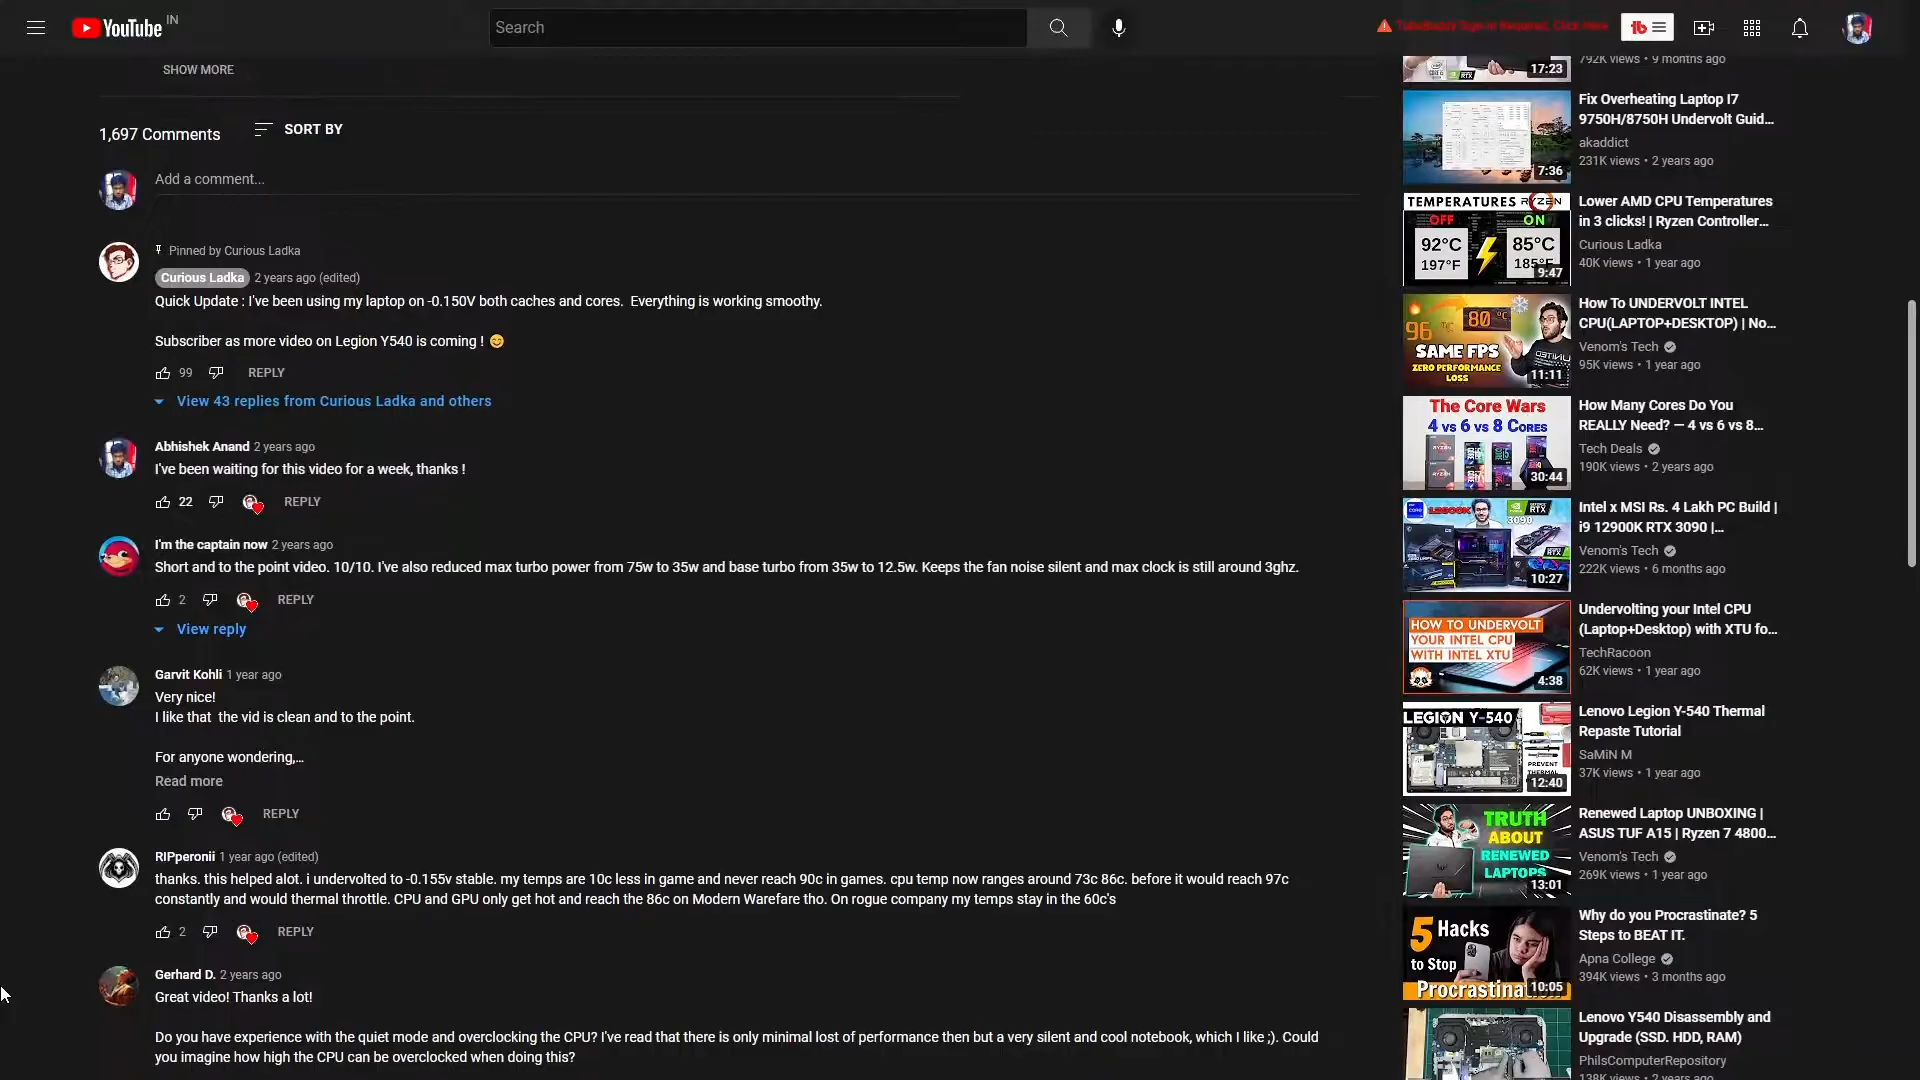 YouTube IN
Search
TubeBuddy Sign-in Required, Click Here
SHOW MORE
1,697 Comments
SORT BY
Add a comment...
Pinned by Curious Ladka
Curious Ladka 2 years ago (edited)
Quick Update : I've been using my laptop on -0.150V both caches and cores.  Everything is working smoothy.
Subscriber as more video on Legion Y540 is coming ! 😊
99 REPLY
View 43 replies from Curious Ladka and others
Abhishek Anand 2 years ago
I've been waiting for this video for a week, thanks !
22 REPLY
I'm the captain now 2 years ago
Short and to the point video. 10/10. I've also reduced max turbo power from 75w to 35w and base turbo from 35w to 12.5w. Keeps the fan noise silent and max clock is still around 3ghz.
2 REPLY
View reply
Garvit Kohli 1 year ago
Very nice!
I like that  the vid is clean and to the point.
For anyone wondering,...
Read more
REPLY
RIPperonii 1 year ago (edited)
thanks. this helped alot. i undervolted to -0.155v stable. my temps are 10c less in game and never reach 90c in games. cpu temp now ranges around 73c 86c. before it would reach 97c
constantly and would thermal throttle. CPU and GPU only get hot and reach the 86c on Modern Warefare tho. On rogue company my temps stay in the 60c's
2 REPLY
Gerhard D. 2 years ago
Great video! Thanks a lot!
Do you have experience with the quiet mode and overclocking the CPU? I've read that there is only minimal lost of performance then but a very silent and cool notebook, which I like ;). Could
you imagine how high the CPU can be overclocked when doing this?
17:23
792K views • 9 months ago
7:36
Fix Overheating Laptop I7
9750H/8750H Undervolt Guid...
akaddict
231K views • 2 years ago
TEMPERATURES RYZEN
OFF ON
92°C 85°C
197°F 185°F
9:47
Lower AMD CPU Temperatures
in 3 clicks! | Ryzen Controller...
Curious Ladka
40K views • 1 year ago
96 °C 80 °C
SAME FPS
ZERO PERFORMANCE
LOSS
11:11
How To UNDERVOLT INTEL
CPU(LAPTOP+DESKTOP) | No...
Venom's Tech
95K views • 1 year ago
The Core Wars
4 vs 6 vs 8 Cores
30:44
How Many Cores Do You
REALLY Need? — 4 vs 6 vs 8...
Tech Deals
190K views • 2 years ago
12900K RTX
3090
10:27
Intel x MSI Rs. 4 Lakh PC Build |
i9 12900K RTX 3090 |...
Venom's Tech
222K views • 6 months ago
HOW TO UNDERVOLT
YOUR INTEL CPU
WITH INTEL XTU
4:38
Undervolting your Intel CPU
(Laptop+Desktop) with XTU fo...
TechRacoon
62K views • 1 year ago
LEGION Y-540
PREVENT
THERMAL
12:40
Lenovo Legion Y-540 Thermal
Repaste Tutorial
SaMiN M
37K views • 1 year ago
TRUTH
ABOUT
RENEWED
LAPTOPS
13:01
Renewed Laptop UNBOXING |
ASUS TUF A15 | Ryzen 7 4800...
Venom's Tech
269K views • 1 year ago
5 Hacks
to Stop
Procrastination
10:05
Why do you Procrastinate? 5
Steps to BEAT IT.
Apna College
394K views • 3 months ago
Lenovo Y540 Disassembly and
Upgrade (SSD. HDD, RAM)
PhilsComputerRepository
138K views • 2 years ago